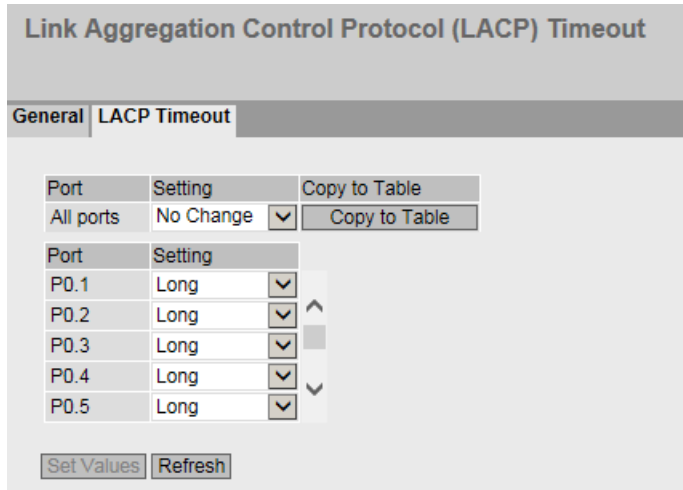 Link Aggregation Control Protocol (LACP) Timeout
General LACP Timeout
Port Setting Copy to Table
All ports No Change Copy to Table
Port Setting
P0.1 Long
P0.2 Long
P0.3 Long
P0.4 Long
P0.5 Long
Set Values Refresh